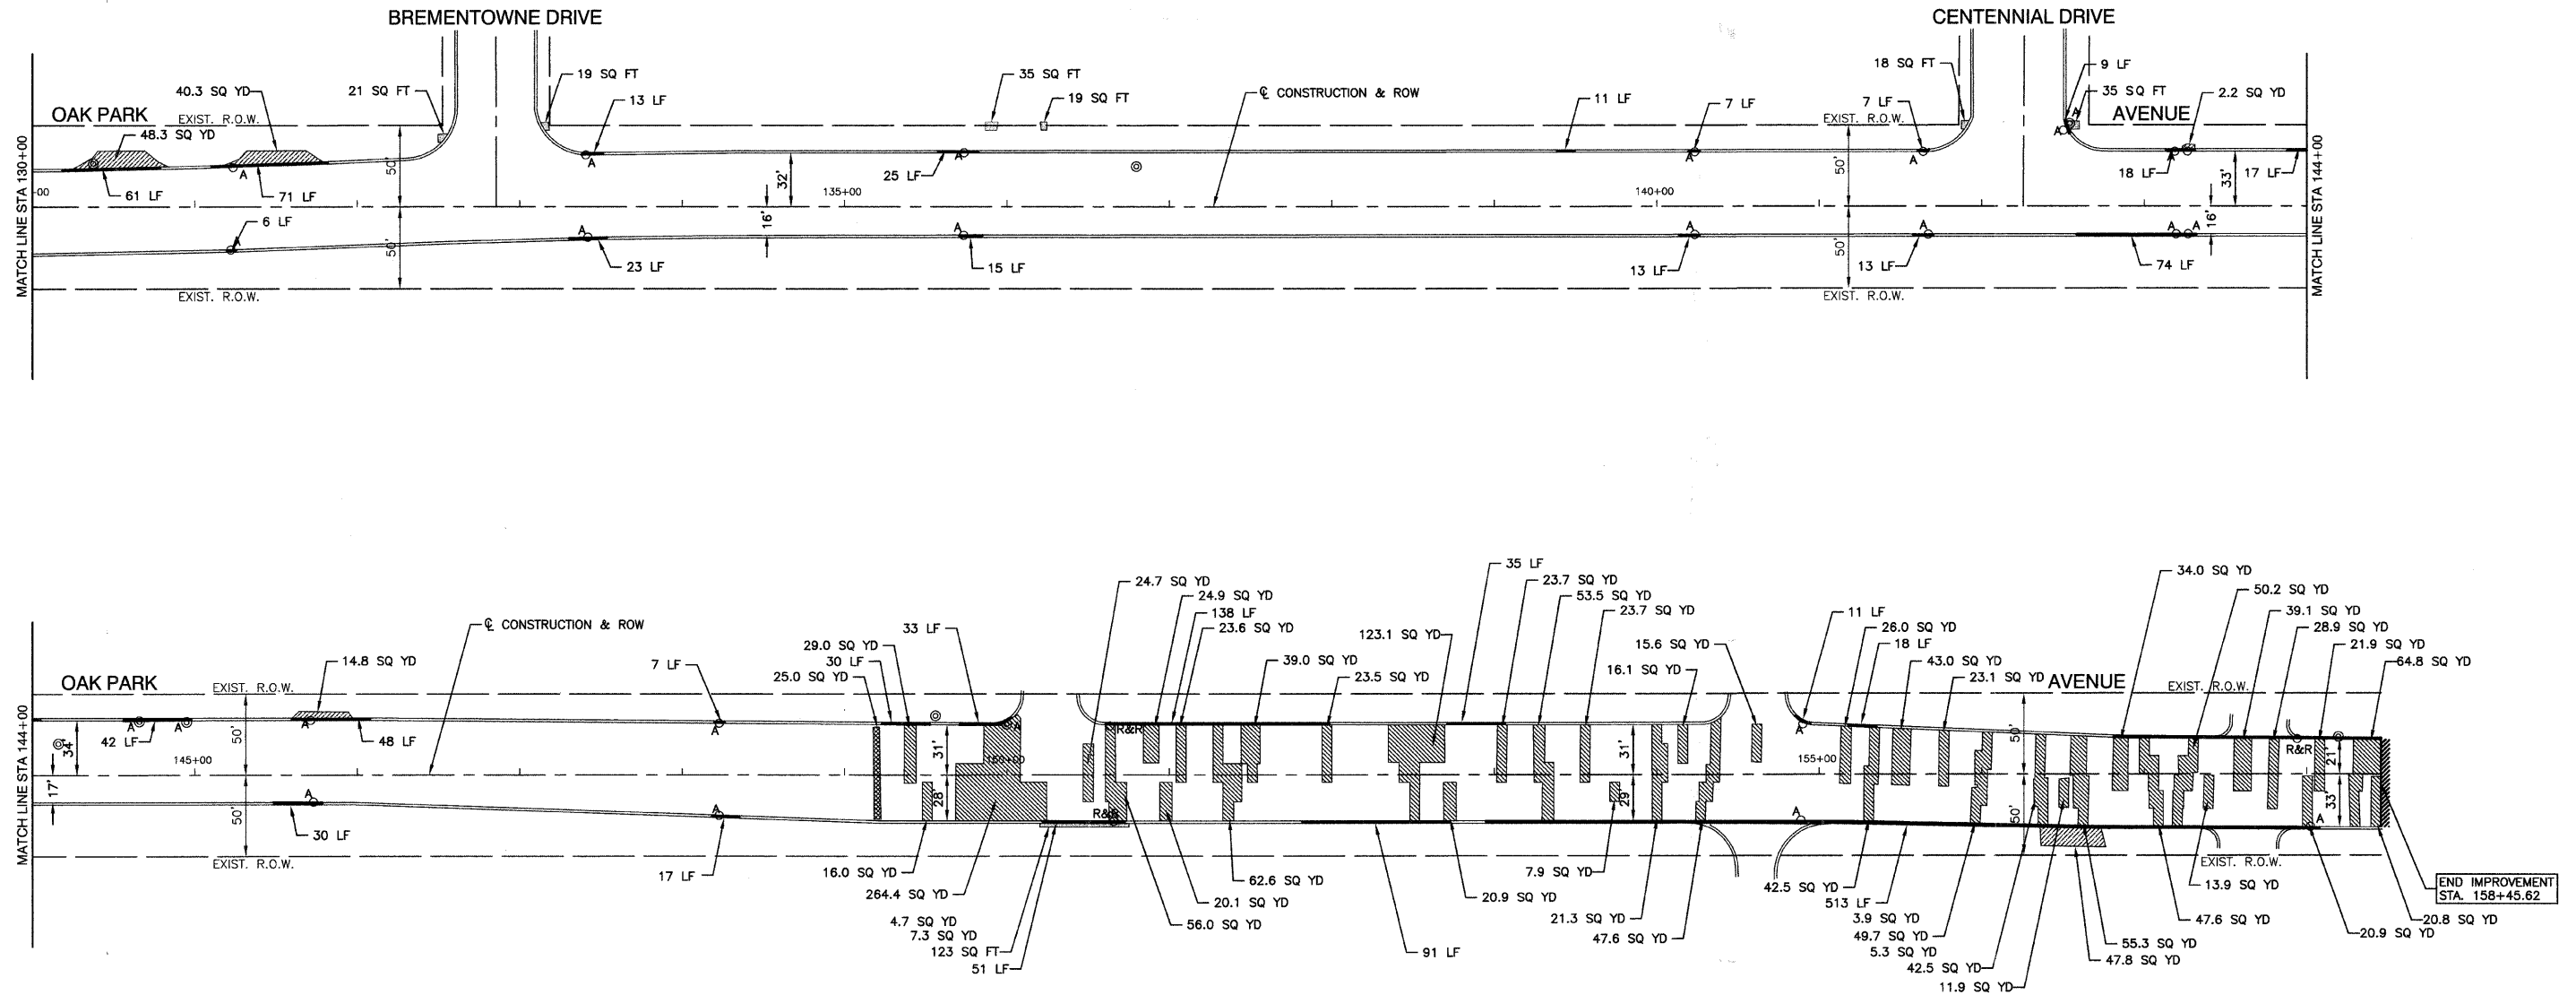 BREMENTOWNE DRIVE
CENTENNIAL DRIVE
19 SQ FT
35 SQ FT
18 SQ FT
9 LF
40.3 SQ YD
21 SQ FT
13 LF
19 SQ FT
℄ CONSTRUCTION & ROW
11 LF
7 LF
7 LF
35 SQ FT
2.2 SQ YD
OAK PARK
EXIST. R.O.W.
EXIST. R.O.W.
AVENUE
48.3 SQ YD
A
A
A
A
A
A
A
61 LF
71 LF
50'
32'
25 LF
50'
18 LF
33'
17 LF
MATCH LINE STA 130+00
00
135+00
140+00
MATCH LINE STA 144+00
6 LF
A
A
A
A
A
A
A
50'
16'
50'
16'
23 LF
15 LF
13 LF
13 LF
74 LF
EXIST. R.O.W.
EXIST. R.O.W.
35 LF
34.0 SQ YD
24.7 SQ YD
23.7 SQ YD
50.2 SQ YD
24.9 SQ YD
53.5 SQ YD
39.1 SQ YD
138 LF
23.7 SQ YD
11 LF
℄ CONSTRUCTION & ROW
33 LF
23.6 SQ YD
123.1 SQ YD
26.0 SQ YD
28.9 SQ YD
29.0 SQ YD
15.6 SQ YD
18 LF
21.9 SQ YD
14.8 SQ YD
7 LF
30 LF
39.0 SQ YD
16.1 SQ YD
43.0 SQ YD
64.8 SQ YD
25.0 SQ YD
23.5 SQ YD
23.1 SQ YD
OAK PARK
EXIST. R.O.W.
AVENUE
EXIST. R.O.W.
A
A
A
A
A
R&R
R&R
42 LF
34'
50'
48 LF
31'
31'
50'
21'
MATCH LINE STA 144+00
145+00
150+00
155+00
17'
50'
A
A
28'
R&R
29'
A
50'
33'
A
30 LF
EXIST. R.O.W.
EXIST. R.O.W.
17 LF
16.0 SQ YD
264.4 SQ YD
4.7 SQ YD
7.3 SQ YD
123 SQ FT
51 LF
62.6 SQ YD
20.1 SQ YD
56.0 SQ YD
20.9 SQ YD
91 LF
7.9 SQ YD
21.3 SQ YD
47.6 SQ YD
42.5 SQ YD
513 LF
3.9 SQ YD
49.7 SQ YD
5.3 SQ YD
42.5 SQ YD
11.9 SQ YD
13.9 SQ YD
47.6 SQ YD
55.3 SQ YD
47.8 SQ YD
20.8 SQ YD
20.9 SQ YD
END IMPROVEMENT
STA. 158+45.62